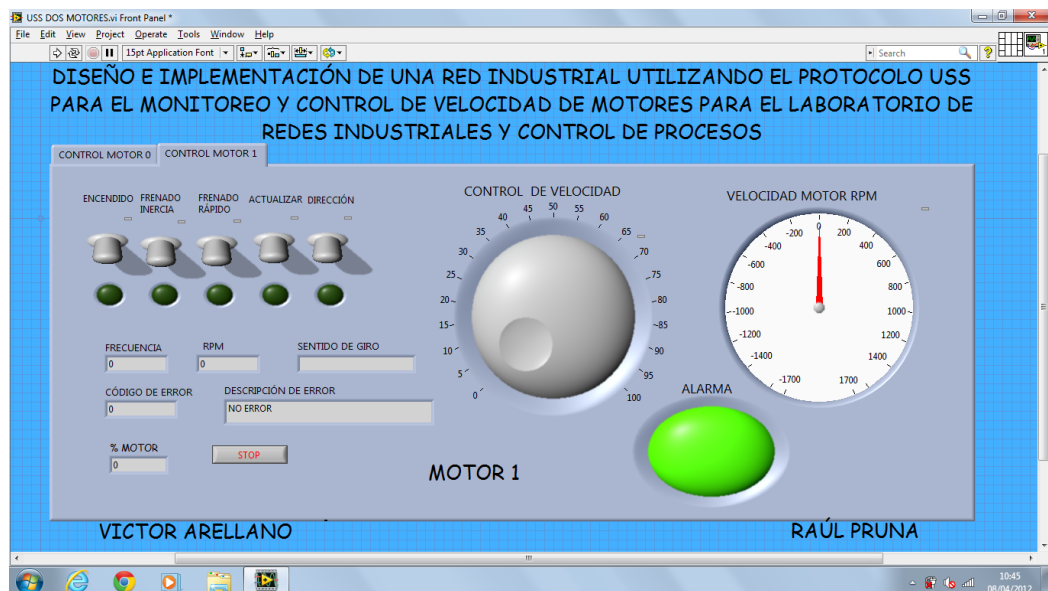 USS DOS MOTORES.vi Front Panel *
File Edit View Project Operate Tools Window Help
15pt Application Font
Search
DISEÑO E IMPLEMENTACIÓN DE UNA RED INDUSTRIAL UTILIZANDO EL PROTOCOLO USS
PARA EL MONITOREO Y CONTROL DE VELOCIDAD DE MOTORES PARA EL LABORATORIO DE
REDES INDUSTRIALES Y CONTROL DE PROCESOS
CONTROL MOTOR 0
CONTROL MOTOR 1
ENCENDIDO
FRENADO
INERCIA
FRENADO
RÁPIDO
ACTUALIZAR
DIRECCIÓN
FRECUENCIA
0
RPM
0
SENTIDO DE GIRO
CÓDIGO DE ERROR
0
DESCRIPCIÓN DE ERROR
NO ERROR
% MOTOR
0
STOP
CONTROL DE VELOCIDAD
0
5
10
15
20
25
30
35
40
45
50
55
60
65
70
75
80
85
90
95
100
MOTOR 1
VELOCIDAD MOTOR RPM
-1700
-1400
-1200
-1000
-800
-600
-400
-200
0
200
400
600
800
1000
1200
1400
1700
ALARMA
VICTOR ARELLANO
RAÚL PRUNA
10:45
08/04/2012